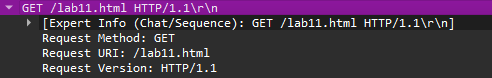 GET /lab11.html HTTP/1.1\r\n
[Expert Info (Chat/Sequence): GET /lab11.html HTTP/1.1\r\n]
Request Method: GET
Request URI: /lab11.html
Request Version: HTTP/1.1